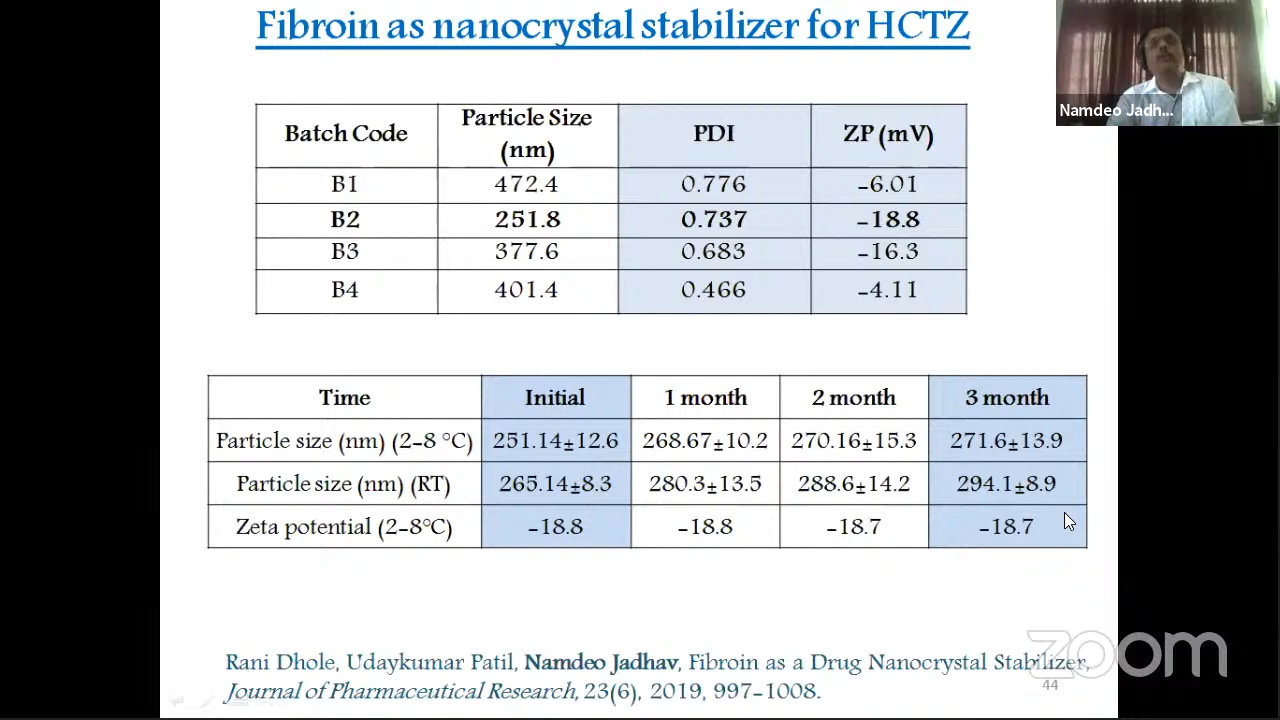 Fibroin as nanocrystal stabilizer for HCTZ
Namdeo Jadh...
Batch Code Particle Size (nm) PDI ZP (mV)
B1 472.4 0.776 -6.01
B2 251.8 0.737 -18.8
B3 377.6 0.683 -16.3
B4 401.4 0.466 -4.11
Time Initial 1 month 2 month 3 month
Particle size (nm) (2-8 °C) 251.14±12.6 268.67±10.2 270.16±15.3 271.6±13.9
Particle size (nm) (RT) 265.14±8.3 280.3±13.5 288.6±14.2 294.1±8.9
Zeta potential (2-8°C) -18.8 -18.8 -18.7 -18.7
Rani Dhole, Udaykumar Patil, Namdeo Jadhav, Fibroin as a Drug Nanocrystal Stabilizer,
Journal of Pharmaceutical Research, 23(6), 2019, 997-1008.
44
zoom